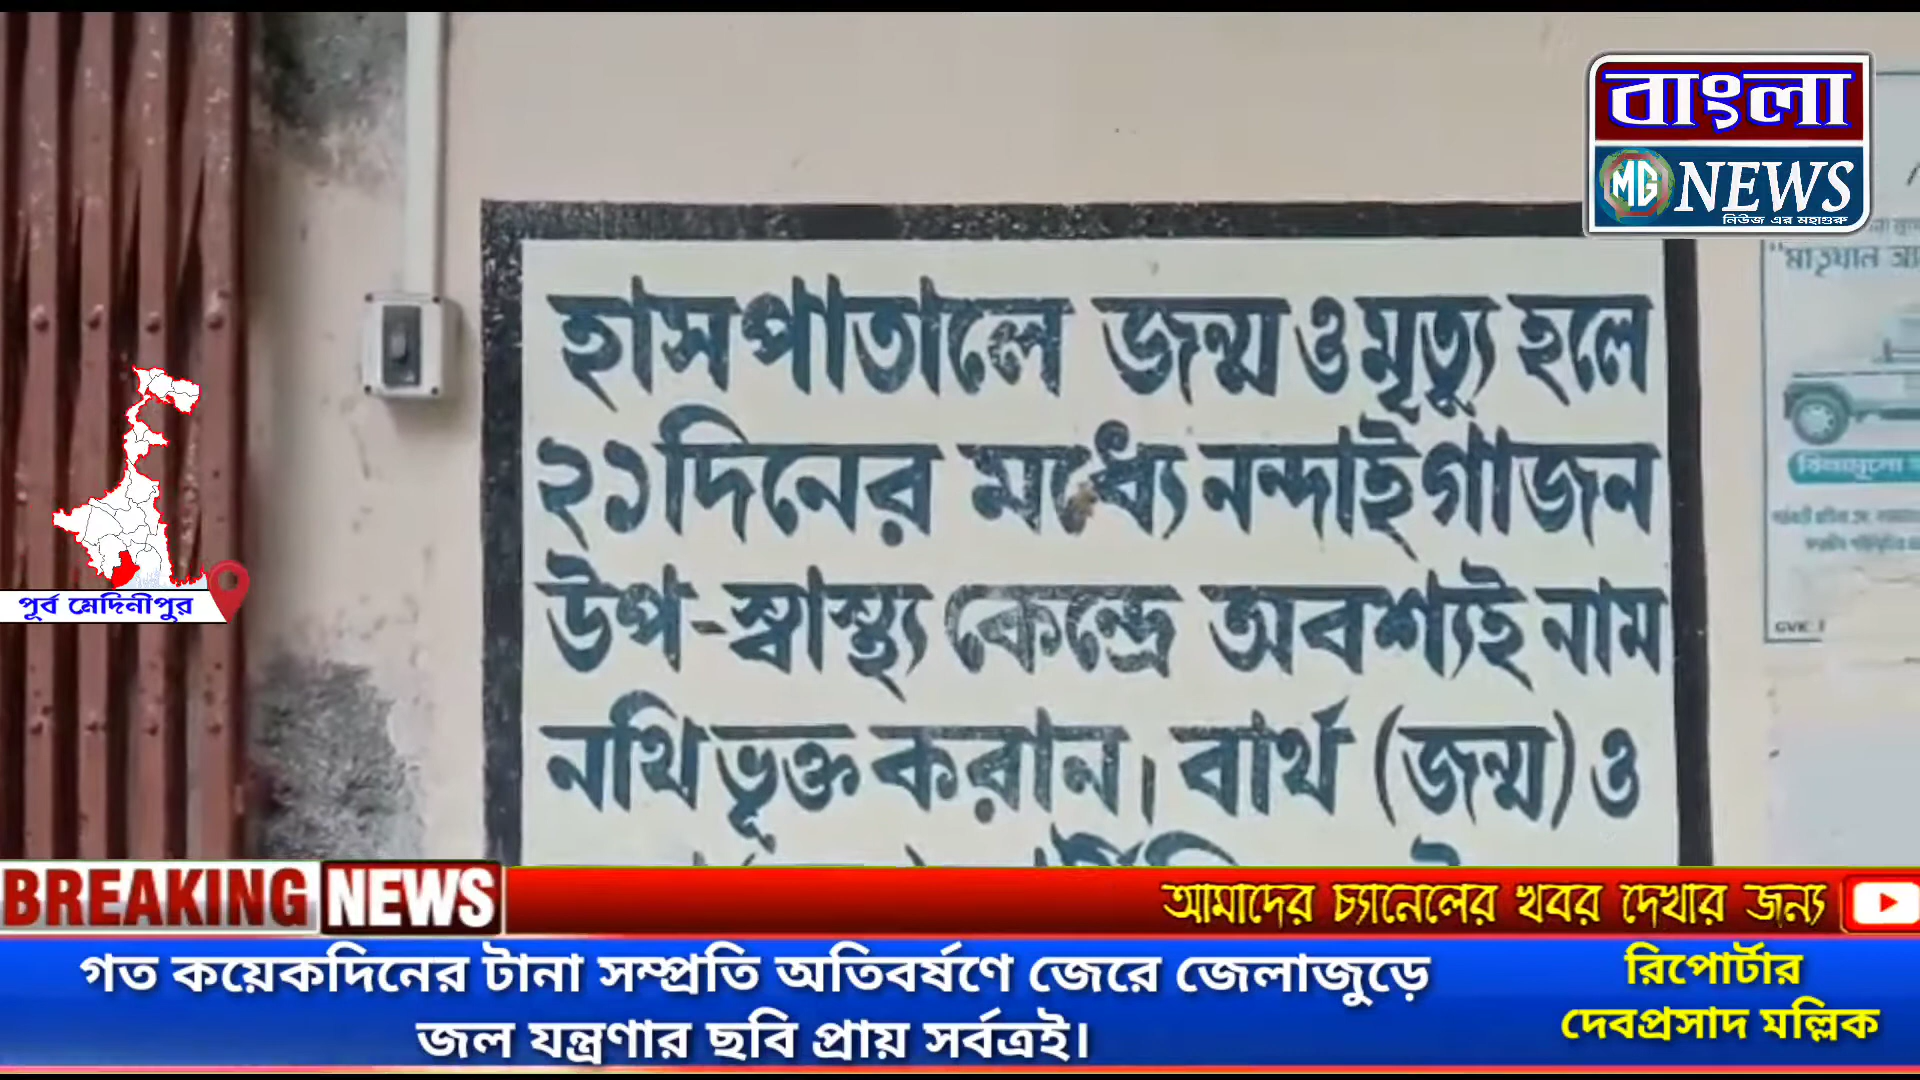 বাংলা
MG NEWS
নিউজ এর মহাগুরু
"মাতৃযান
হাসপাতালে জন্ম ও মৃত্যু হলে
২১ দিনের মধ্যে নন্দাইগাজন
উপ-স্বাস্থ্য কেন্দ্রে অবশ্যই নাম
নথিভূক্ত করান। বার্থ (জন্ম) ও
GVK
পূর্ব মেদিনীপুর
BREAKING NEWS
আমাদের চ্যানেলের খবর দেখার জন্য
গত কয়েকদিনের টানা সম্প্রতি অতিবর্ষণে জেরে জেলাজুড়ে
জল যন্ত্রণার ছবি প্রায় সর্বত্রই।
রিপোর্টার
দেবপ্রসাদ মল্লিক